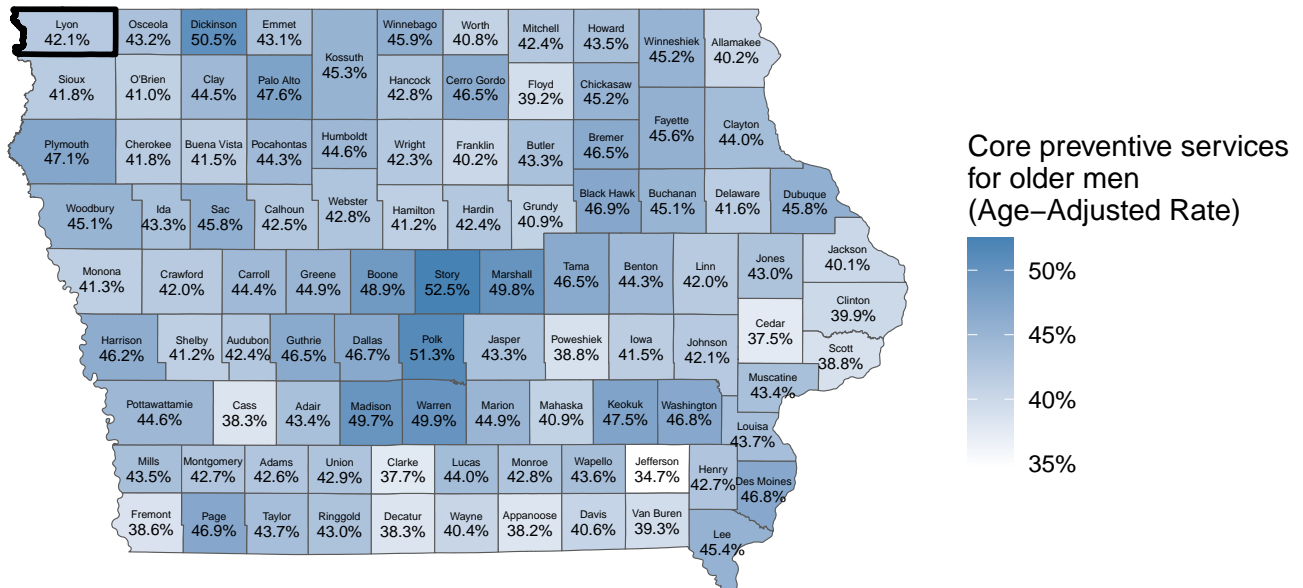 Lyon
42.1%
Osceola
43.2%
Dickinson
50.5%
Emmet
43.1%
Kossuth
45.3%
Winnebago
45.9%
Worth
40.8%
Mitchell
42.4%
Howard
43.5%
Winneshiek
45.2%
Allamakee
40.2%
Sioux
41.8%
O'Brien
41.0%
Clay
44.5%
Palo Alto
47.6%
Hancock
42.8%
Cerro Gordo
46.5%
Floyd
39.2%
Chickasaw
45.2%
Fayette
45.6%
Clayton
44.0%
Plymouth
47.1%
Cherokee
41.8%
Buena Vista
41.5%
Pocahontas
44.3%
Humboldt
44.6%
Wright
42.3%
Franklin
40.2%
Butler
43.3%
Bremer
46.5%
Woodbury
45.1%
Ida
43.3%
Sac
45.8%
Calhoun
42.5%
Webster
42.8%
Hamilton
41.2%
Hardin
42.4%
Grundy
40.9%
Black Hawk
46.9%
Buchanan
45.1%
Delaware
41.6%
Dubuque
45.8%
Monona
41.3%
Crawford
42.0%
Carroll
44.4%
Greene
44.9%
Boone
48.9%
Story
52.5%
Marshall
49.8%
Tama
46.5%
Benton
44.3%
Linn
42.0%
Jones
43.0%
Jackson
40.1%
Clinton
39.9%
Harrison
46.2%
Shelby
41.2%
Audubon
42.4%
Guthrie
46.5%
Dallas
46.7%
Polk
51.3%
Jasper
43.3%
Poweshiek
38.8%
Iowa
41.5%
Johnson
42.1%
Cedar
37.5%
Scott
38.8%
Muscatine
43.4%
Pottawattamie
44.6%
Cass
38.3%
Adair
43.4%
Madison
49.7%
Warren
49.9%
Marion
44.9%
Mahaska
40.9%
Keokuk
47.5%
Washington
46.8%
Louisa
43.7%
Mills
43.5%
Montgomery
42.7%
Adams
42.6%
Union
42.9%
Clarke
37.7%
Lucas
44.0%
Monroe
42.8%
Wapello
43.6%
Jefferson
34.7%
Henry
42.7%
Des Moines
46.8%
Fremont
38.6%
Page
46.9%
Taylor
43.7%
Ringgold
43.0%
Decatur
38.3%
Wayne
40.4%
Appanoose
38.2%
Davis
40.6%
Van Buren
39.3%
Lee
45.4%
Core preventive services
for older men
(Age−Adjusted Rate)
50%
45%
40%
35%